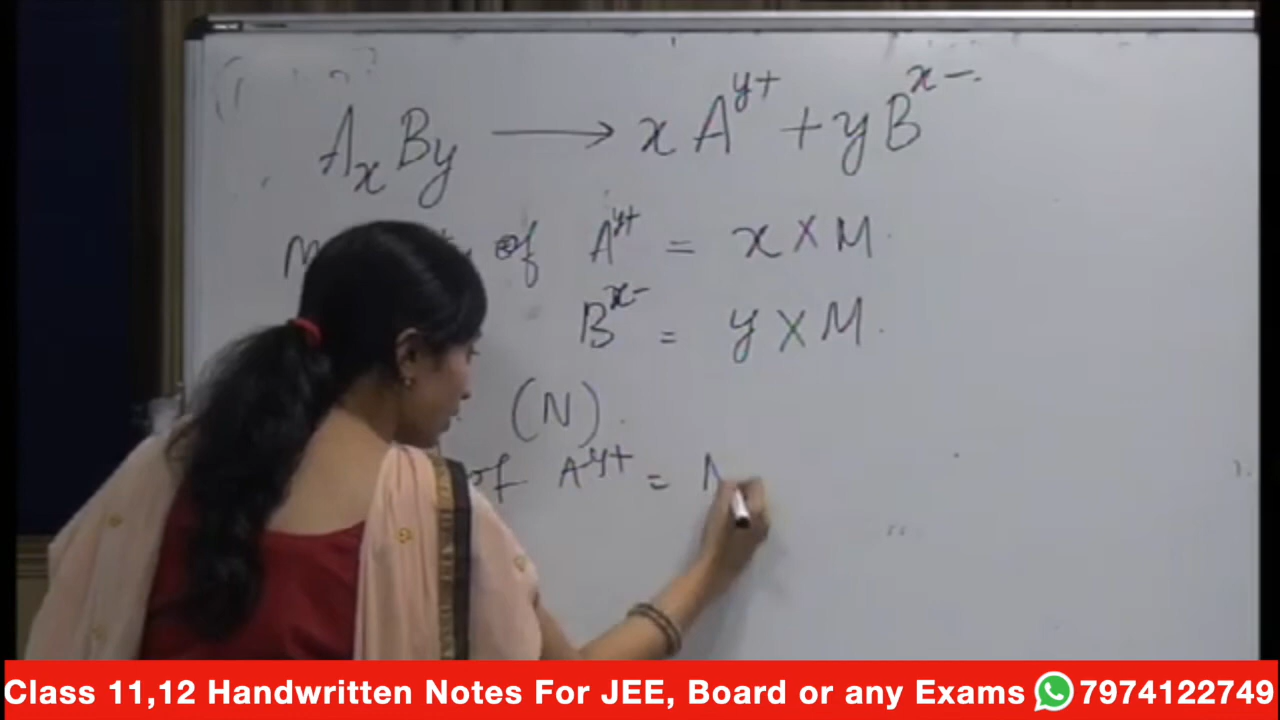 AxBy → xA^y+ + yB^x-
of A^y+ = x × M
B^x- = y × M
(N)
of A^y+ =
Class 11,12 Handwritten Notes For JEE, Board or any Exams 7974122749